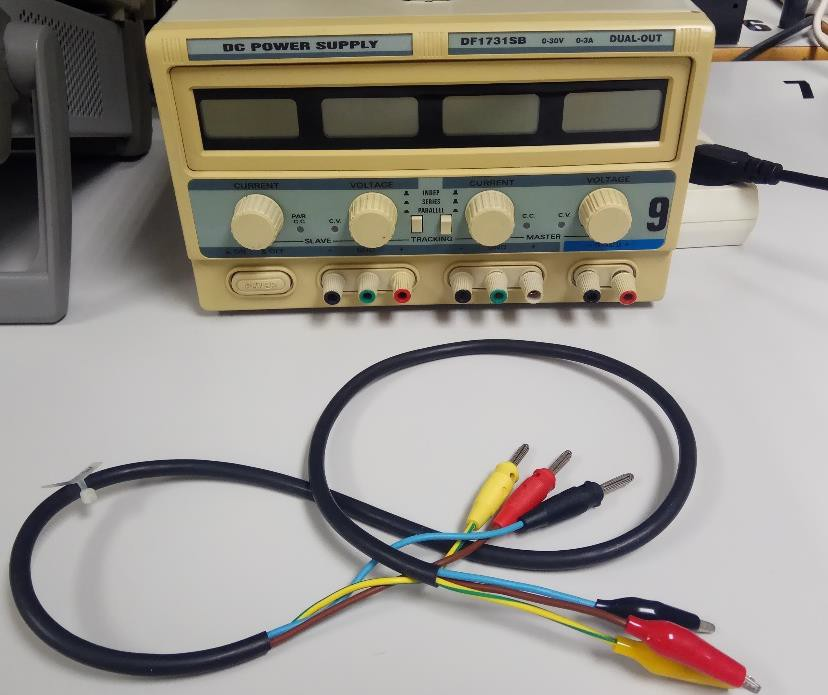 DC POWER SUPPLY
DF1731SB 0-30V 0-3A DUAL-OUT
CURRENT VOLTAGE INDEP CURRENT VOLTAGE
SERIES
PARALLEL
PAR
C.C. C.V. C.C. C.V.
SLAVE TRACKING MASTER
9
POWER